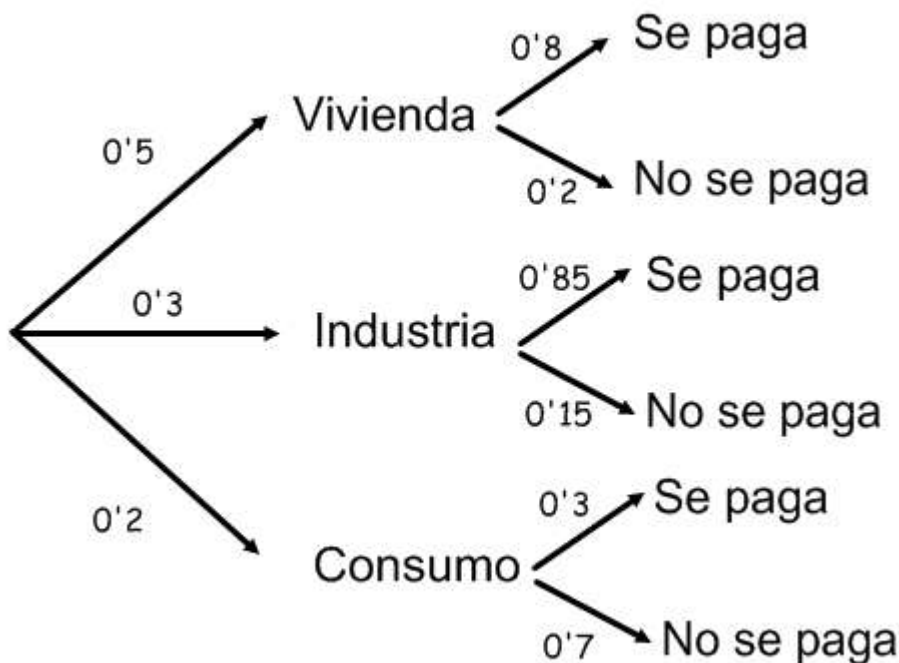 Se paga
0'8
Vivienda
0'5
0'2
No se paga
Se paga
0'85
0'3
Industria
0'15
No se paga
Se paga
0'3
0'2
Consumo
0'7
No se paga